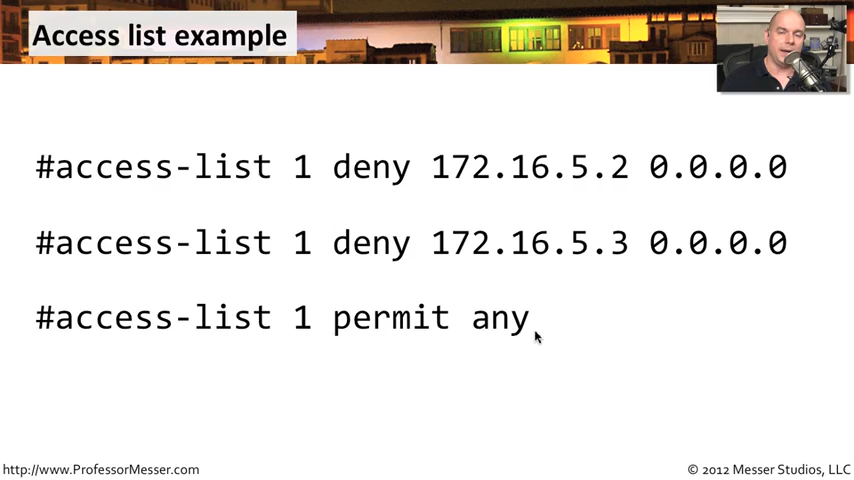 Access list example
#access-list 1 deny 172.16.5.2 0.0.0.0
#access-list 1 deny 172.16.5.3 0.0.0.0
#access-list 1 permit any
http://www.ProfessorMesser.com
© 2012 Messer Studios, LLC